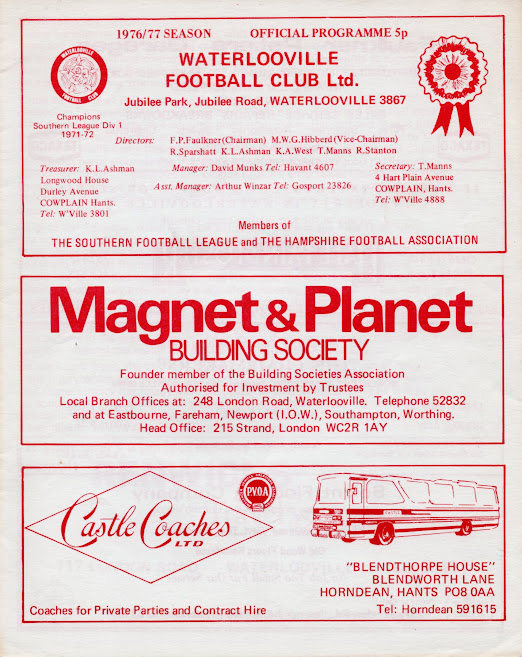 1976/77 SEASON OFFICIAL PROGRAMME 5p
WATERLOOVILLE
FOOTBALL CLUB
WATERLOOVILLE
FOOTBALL CLUB Ltd.
Jubilee Park, Jubilee Road, WATERLOOVILLE 3867
Champions
Southern League Div 1
1971-72
Directors: F.P.Faulkner (Chairman) M.W.G.Hibberd (Vice-Chairman)
R.Sparshatt K.L.Ashman K.A.West T.Manns R.Stanton
Treasurer: K.L.Ashman
Longwood House
Durley Avenue
COWPLAIN, Hants.
Tel: W'Ville 3801
Manager: David Munks Tel: Havant 4607
Asst. Manager: Arthur Winzar Tel: Gosport 23826
Secretary: T.Manns
4 Hart Plain Avenue
COWPLAIN, Hants.
Tel: W'Ville 4888
Members of
THE SOUTHERN FOOTBALL LEAGUE and THE HAMPSHIRE FOOTBALL ASSOCIATION
Magnet & Planet
BUILDING SOCIETY
Founder member of the Building Societies Association
Authorised for Investment by Trustees
Local Branch Offices at: 248 London Road, Waterlooville. Telephone 52832
and at Eastbourne, Fareham, Newport (I.O.W.), Southampton, Worthing.
Head Office: 215 Strand, London WC2R 1AY
Castle Coaches
LTD
PVOA
"BLENDTHORPE HOUSE"
BLENDWORTH LANE
HORNDEAN, HANTS PO8 0AA
Coaches for Private Parties and Contract Hire
Tel: Horndean 591615